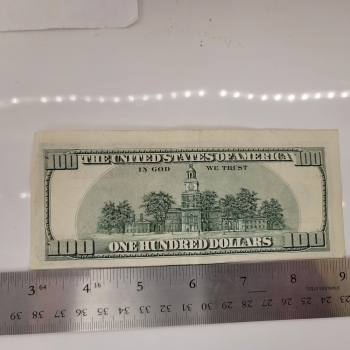 100 THE UNITED STATES OF AMERICA 100
IN GOD WE TRUST
100 ONE HUNDRED DOLLARS 100
3 64 4 16 5 6 7 8 9
39 38 37 36 35 34 33 32 31 30 29 28 27 26 25 24 23